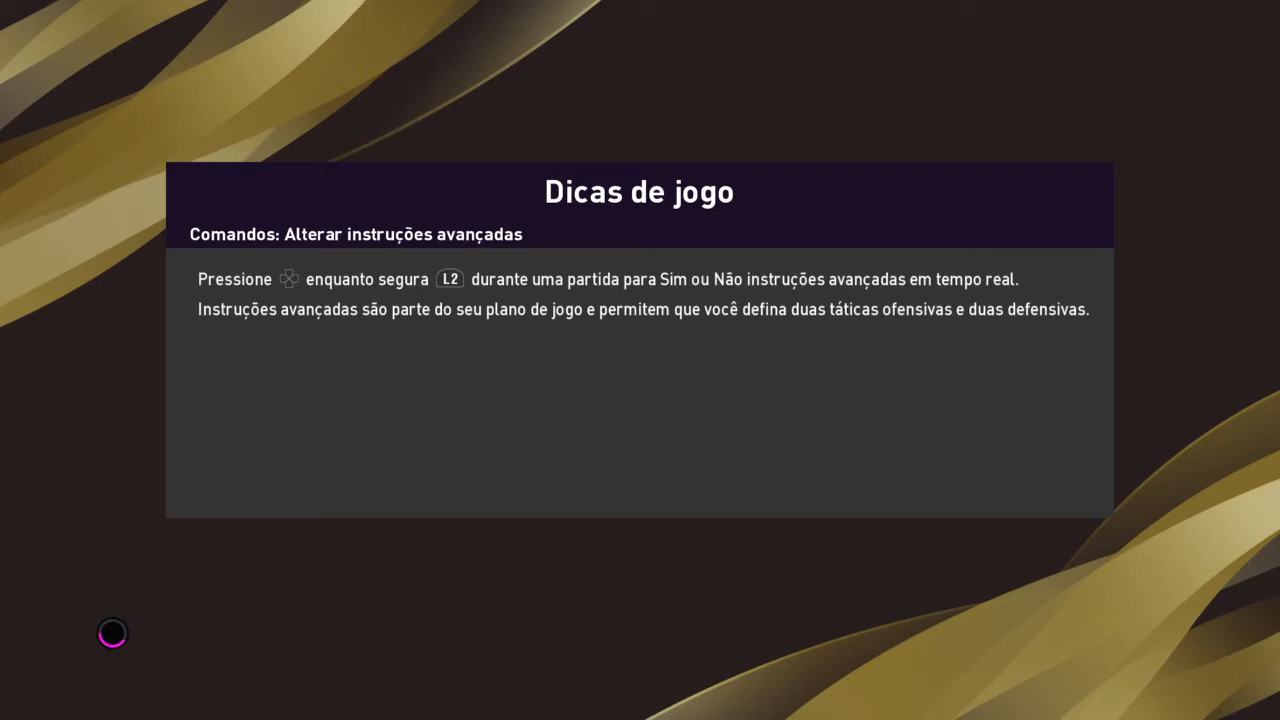 Dicas de jogo
Comandos: Alterar instruções avançadas
Pressione enquanto segura L2 durante uma partida para Sim ou Não instruções avançadas em tempo real.
Instruções avançadas são parte do seu plano de jogo e permitem que você defina duas táticas ofensivas e duas defensivas.